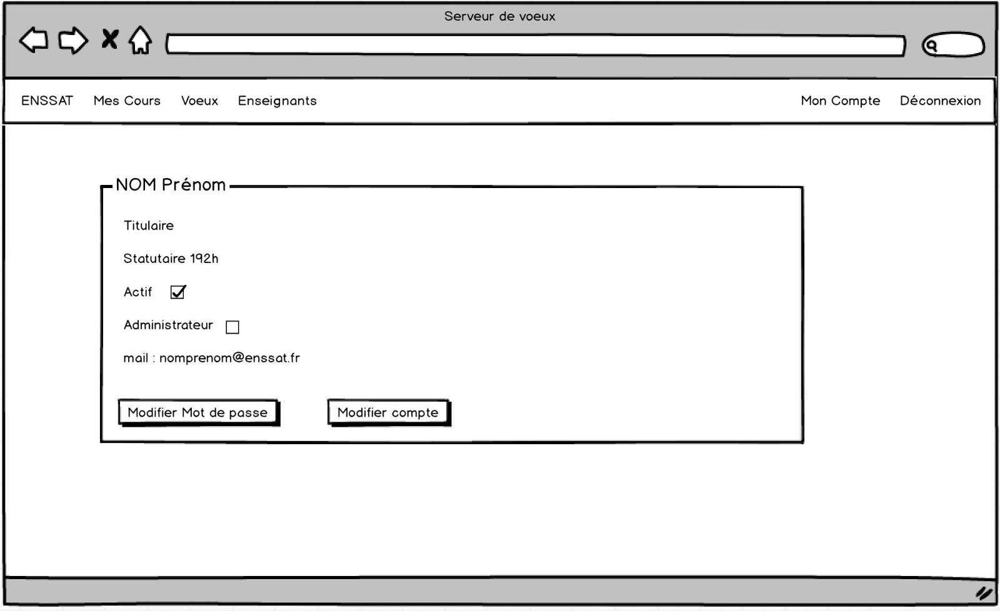 Serveur de voeux
ENSSAT Mes Cours Voeux Enseignants Mon Compte Déconnexion
NOM Prénom
Titulaire
Statutaire 192h
Actif
Administrateur
mail : nomprenom@enssat.fr
Modifier Mot de passe Modifier compte